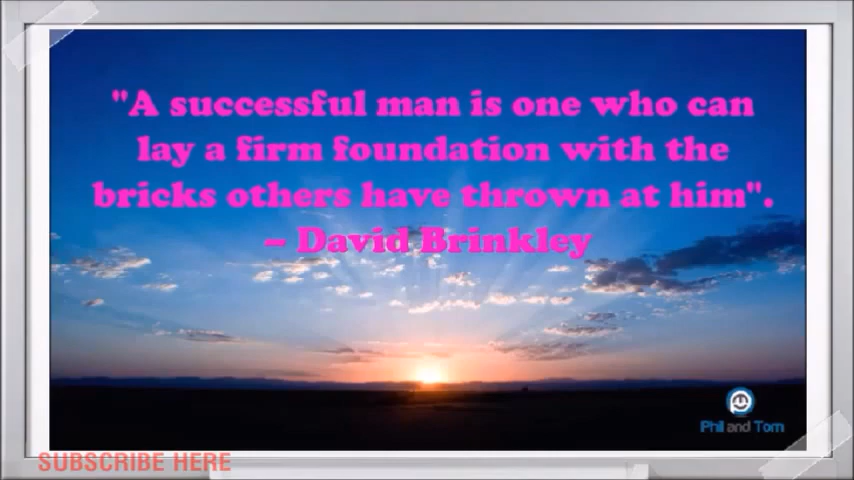 "A successful man is one who can
lay a firm foundation with the
bricks others have thrown at him".
– David Brinkley
Phil and Tom
SUBSCRIBE HERE